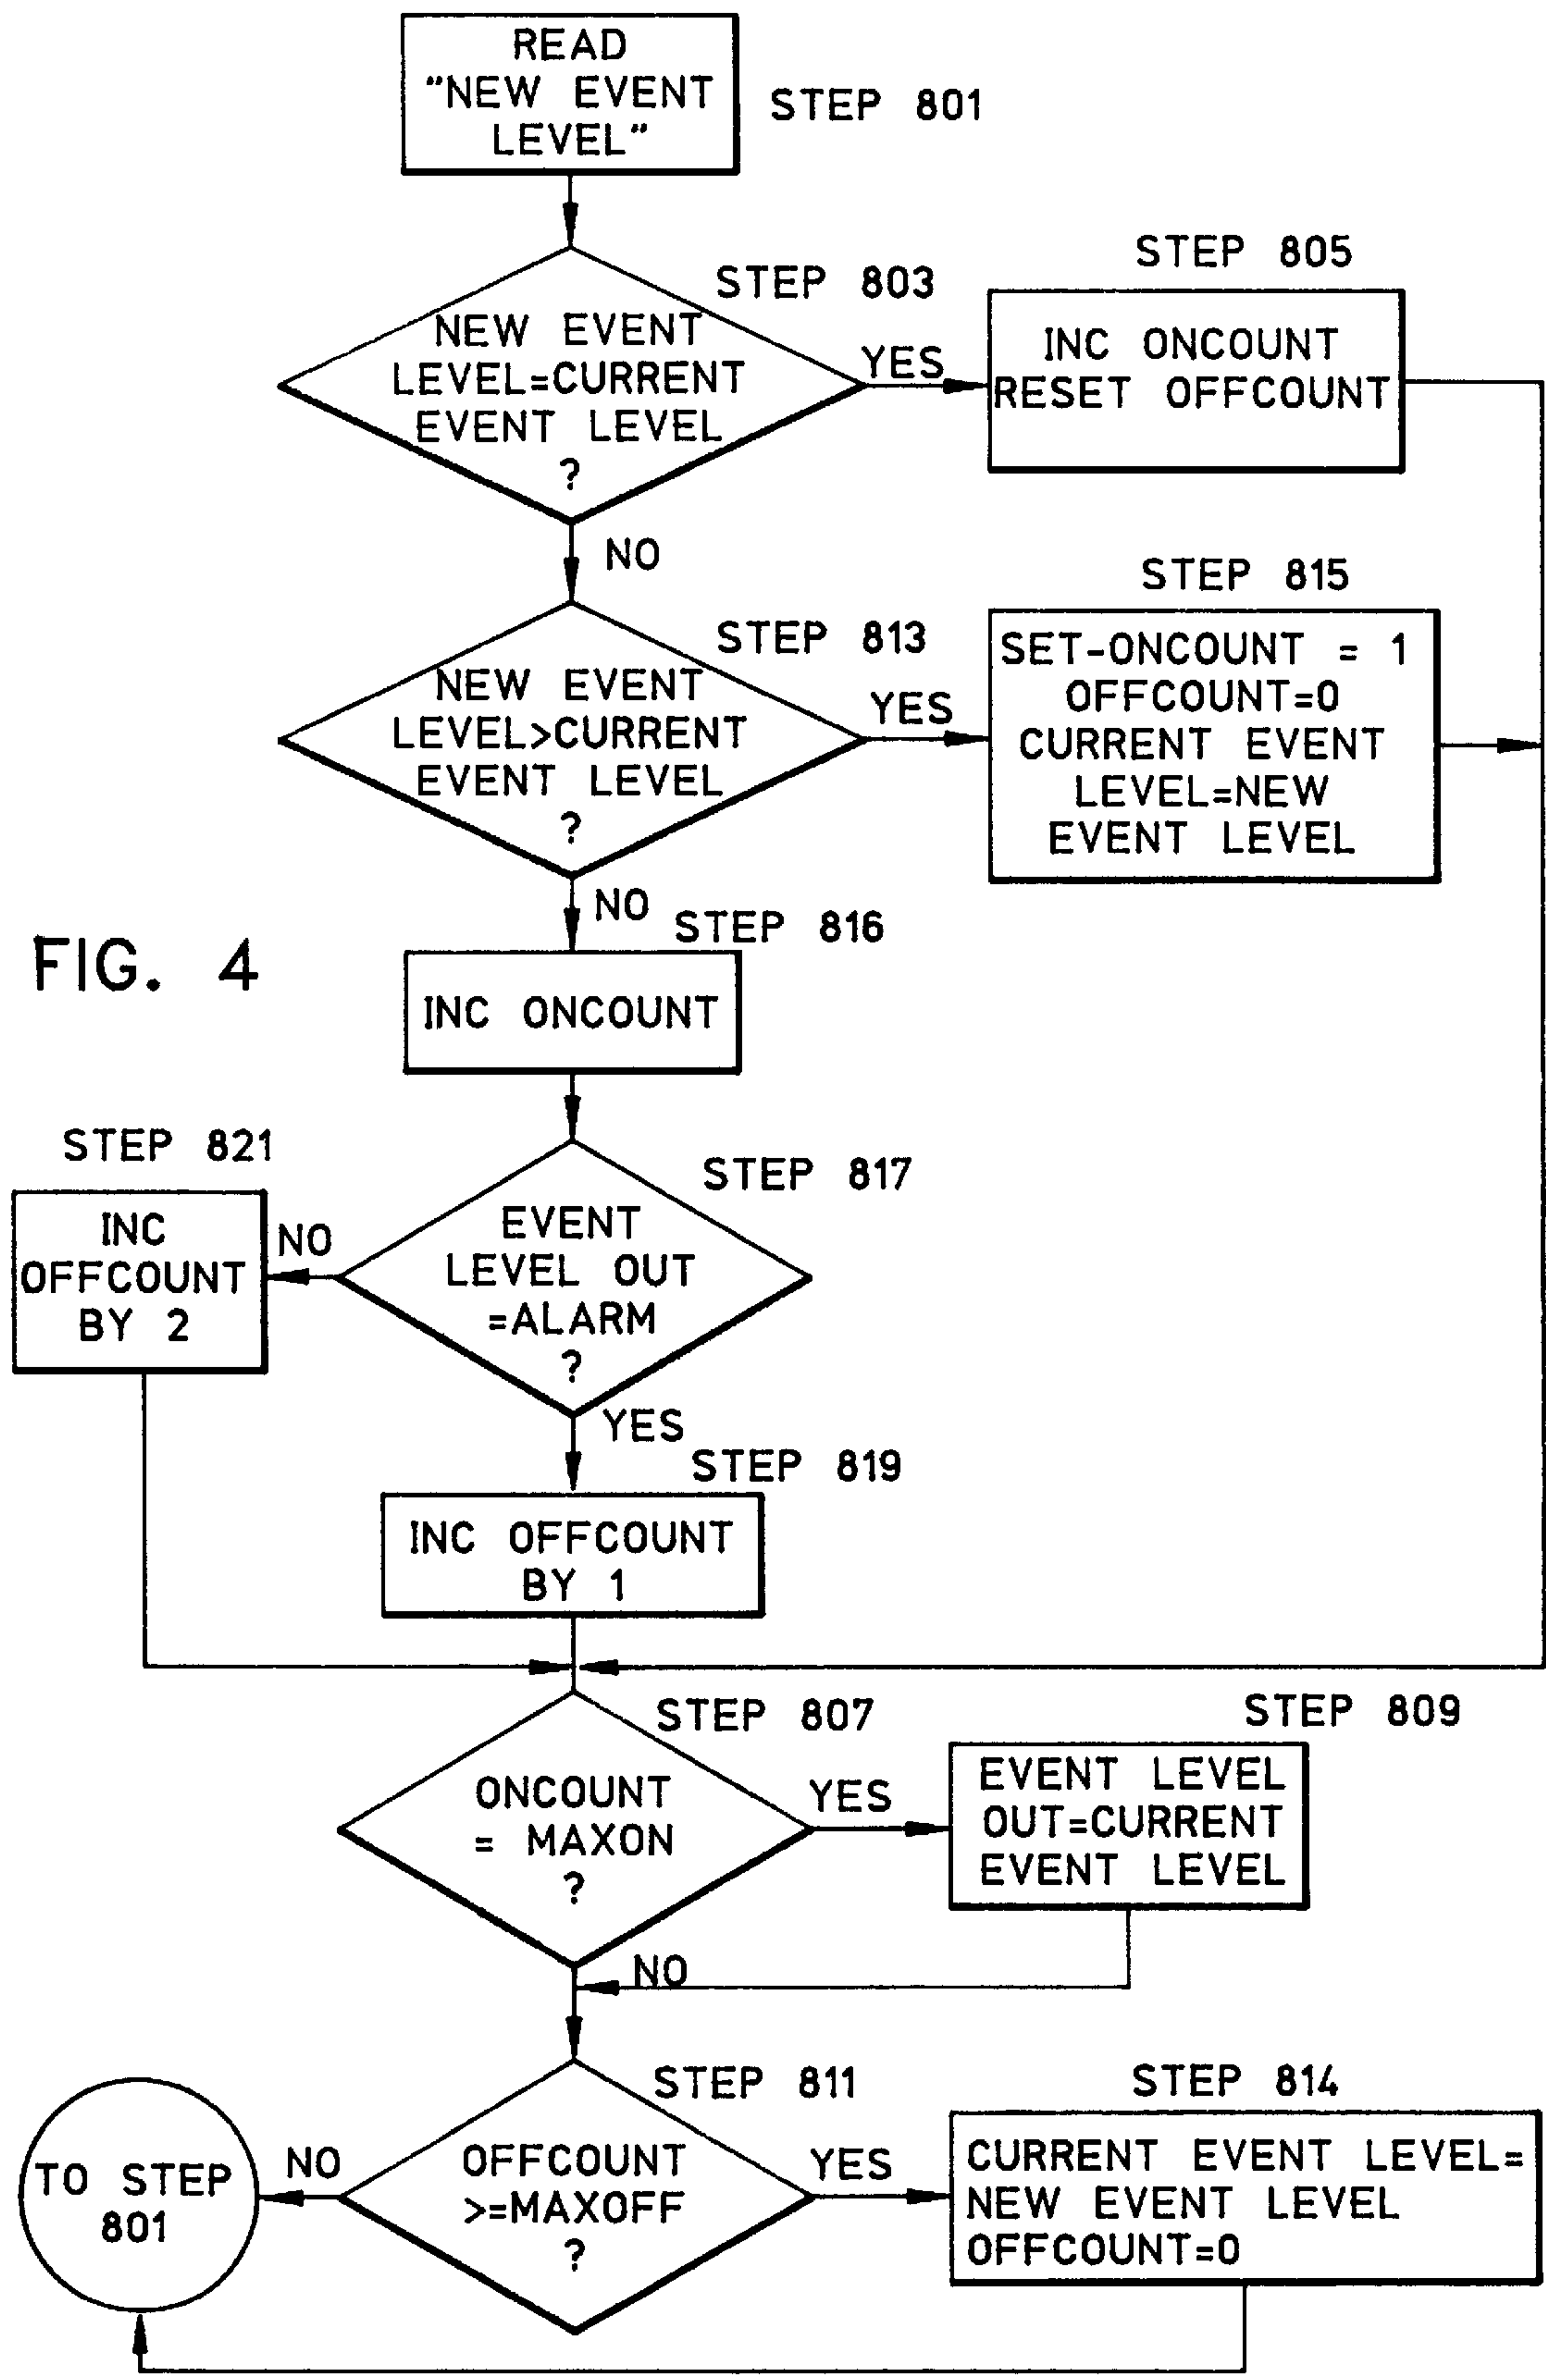 READ
"NEW EVENT
LEVEL"
STEP 801
STEP 803
NEW EVENT
LEVEL=CURRENT
EVENT LEVEL
?
YES
STEP 805
INC ONCOUNT
RESET OFFCOUNT
NO
STEP 813
NEW EVENT
LEVEL>CURRENT
EVENT LEVEL
?
YES
STEP 815
SET-ONCOUNT = 1
OFFCOUNT=0
CURRENT EVENT
LEVEL=NEW
EVENT LEVEL
NO
STEP 816
FIG. 4
INC ONCOUNT
STEP 817
EVENT
LEVEL OUT
=ALARM
?
NO
STEP 821
INC
OFFCOUNT
BY 2
YES
STEP 819
INC OFFCOUNT
BY 1
STEP 807
ONCOUNT
= MAXON
?
YES
STEP 809
EVENT LEVEL
OUT=CURRENT
EVENT LEVEL
NO
STEP 811
OFFCOUNT
>=MAXOFF
?
NO
TO STEP
801
YES
STEP 814
CURRENT EVENT LEVEL=
NEW EVENT LEVEL
OFFCOUNT=0